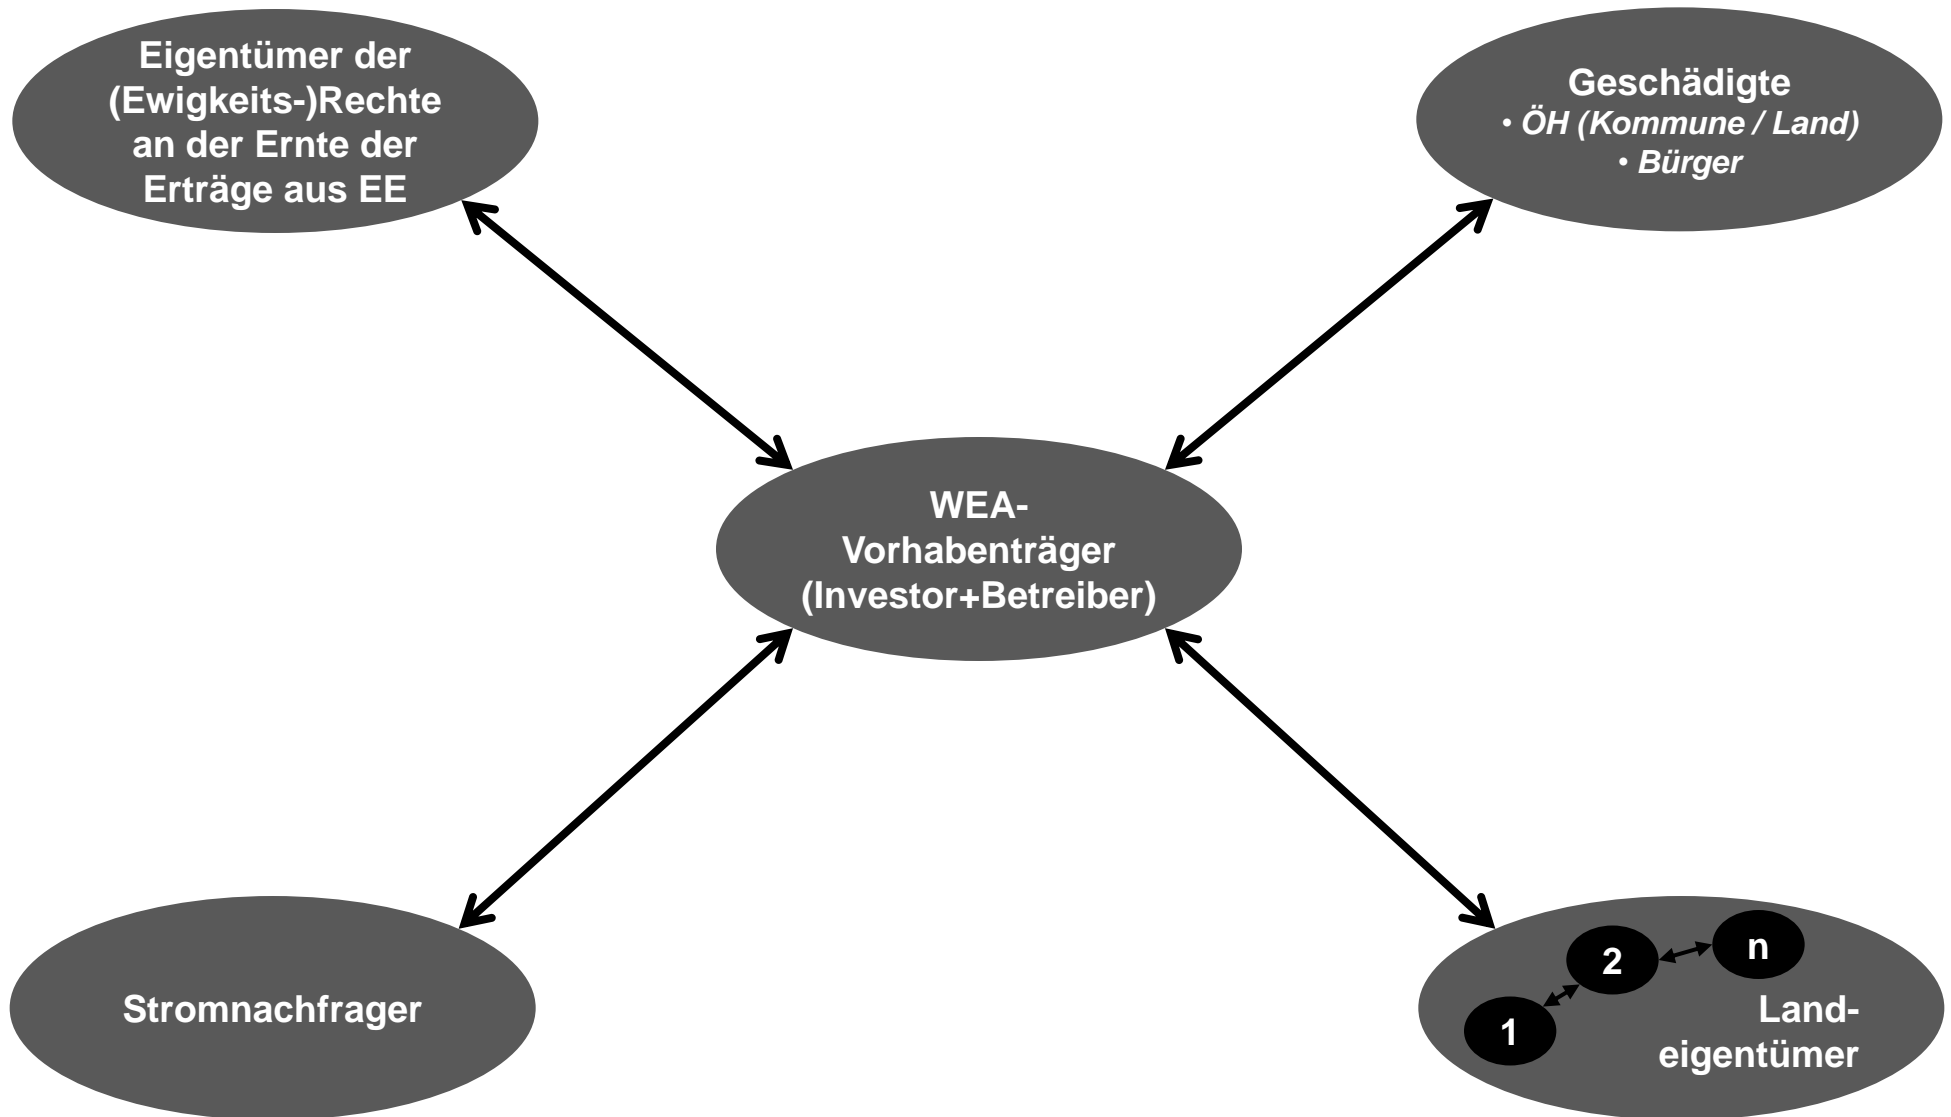 Eigentümer der
(Ewigkeits-)Rechte
an der Ernte der
Erträge aus EE
Geschädigte
• ÖH (Kommune / Land)
• Bürger
WEA-
Vorhabenträger
(Investor+Betreiber)
Stromnachfrager
1
2
n
Land-
eigentümer